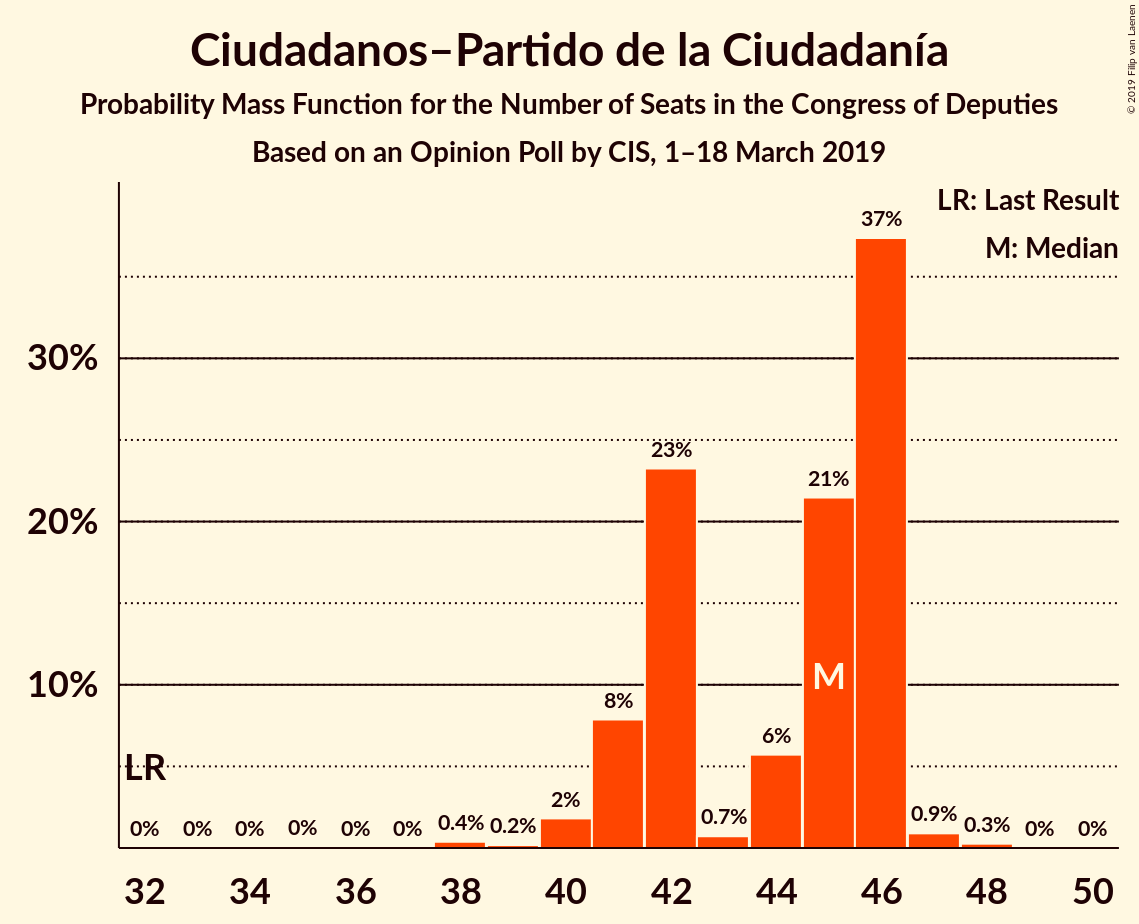 Ciudadanos–Partido de la Ciudadanía
Probability Mass Function for the Number of Seats in the Congress of Deputies
Based on an Opinion Poll by CIS, 1–18 March 2019
© 2019 Filip van Laenen
LR: Last Result
M: Median
30%
20%
10%
LR
M
0%
0%
0%
0%
0%
0%
0.4%
0.2%
2%
8%
23%
0.7%
6%
21%
37%
0.9%
0.3%
0%
0%
32 34 36 38 40 42 44 46 48 50